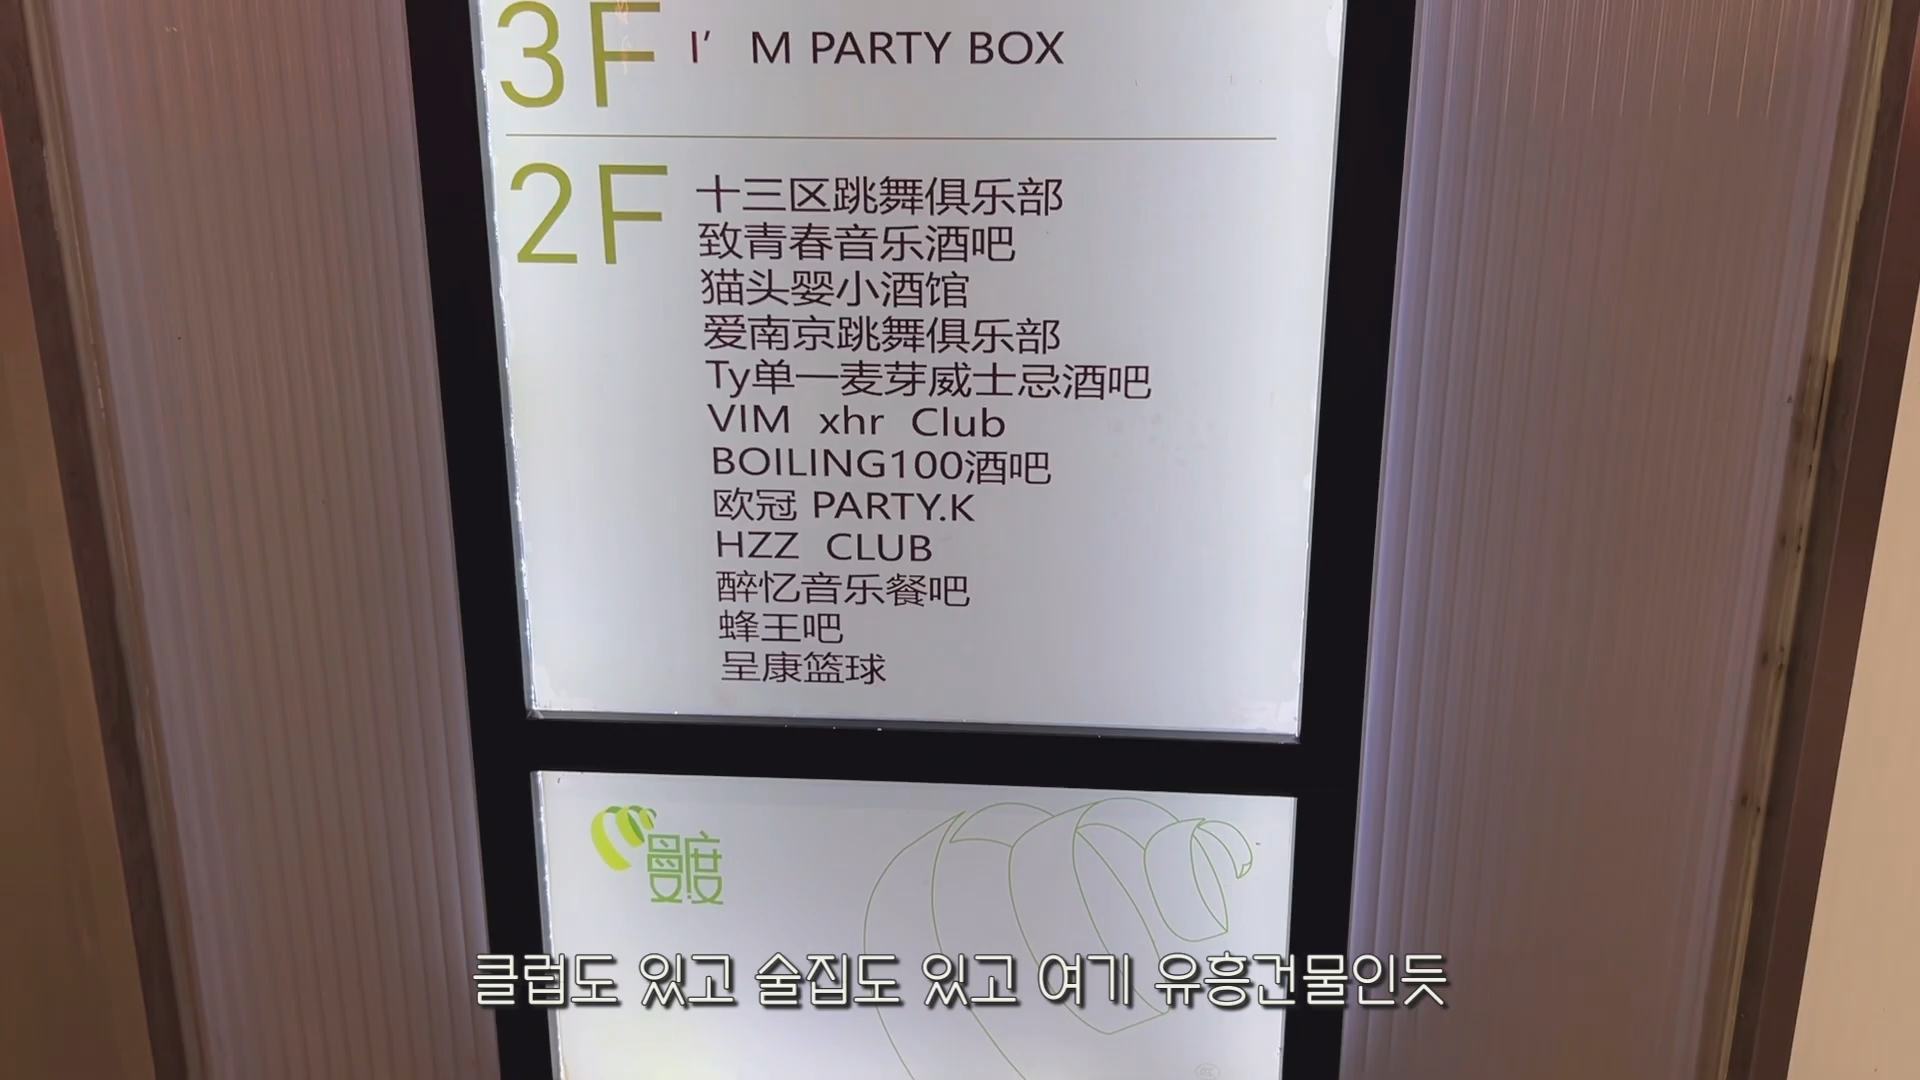 3F I' M PARTY BOX
2F 十三区跳舞俱乐部
致青春音乐酒吧
猫头婴小酒馆
爱南京跳舞俱乐部
Ty单一麦芽威士忌酒吧
VIM xhr Club
BOILING100酒吧
欧冠 PARTY.K
HZZ CLUB
醉忆音乐餐吧
蜂王吧
呈康篮球
曼度
클럽도 있고 술집도 있고 여기 유흥건물인듯